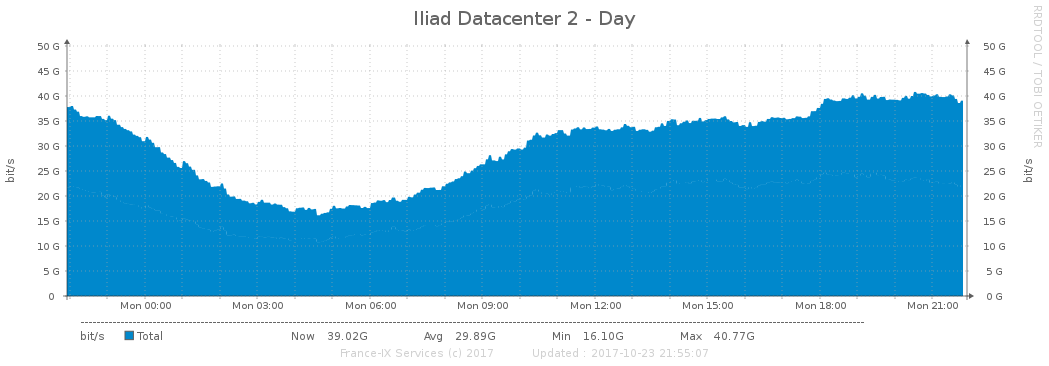 Iliad Datacenter 2 - Day
RRDTOOL / TOBI OETIKER
bit/s
50 G 50 G
45 G 45 G
40 G 40 G
35 G 35 G
30 G 30 G
25 G 25 G
20 G 20 G
15 G 15 G
10 G 10 G
5 G 5 G
0 0 G
bit/s
Mon 00:00 Mon 03:00 Mon 06:00 Mon 09:00 Mon 12:00 Mon 15:00 Mon 18:00 Mon 21:00
bit/s Total Now 39.02G Avg 29.89G Min 16.10G Max 40.77G
France-IX Services (c) 2017 Updated : 2017-10-23 21:55:07